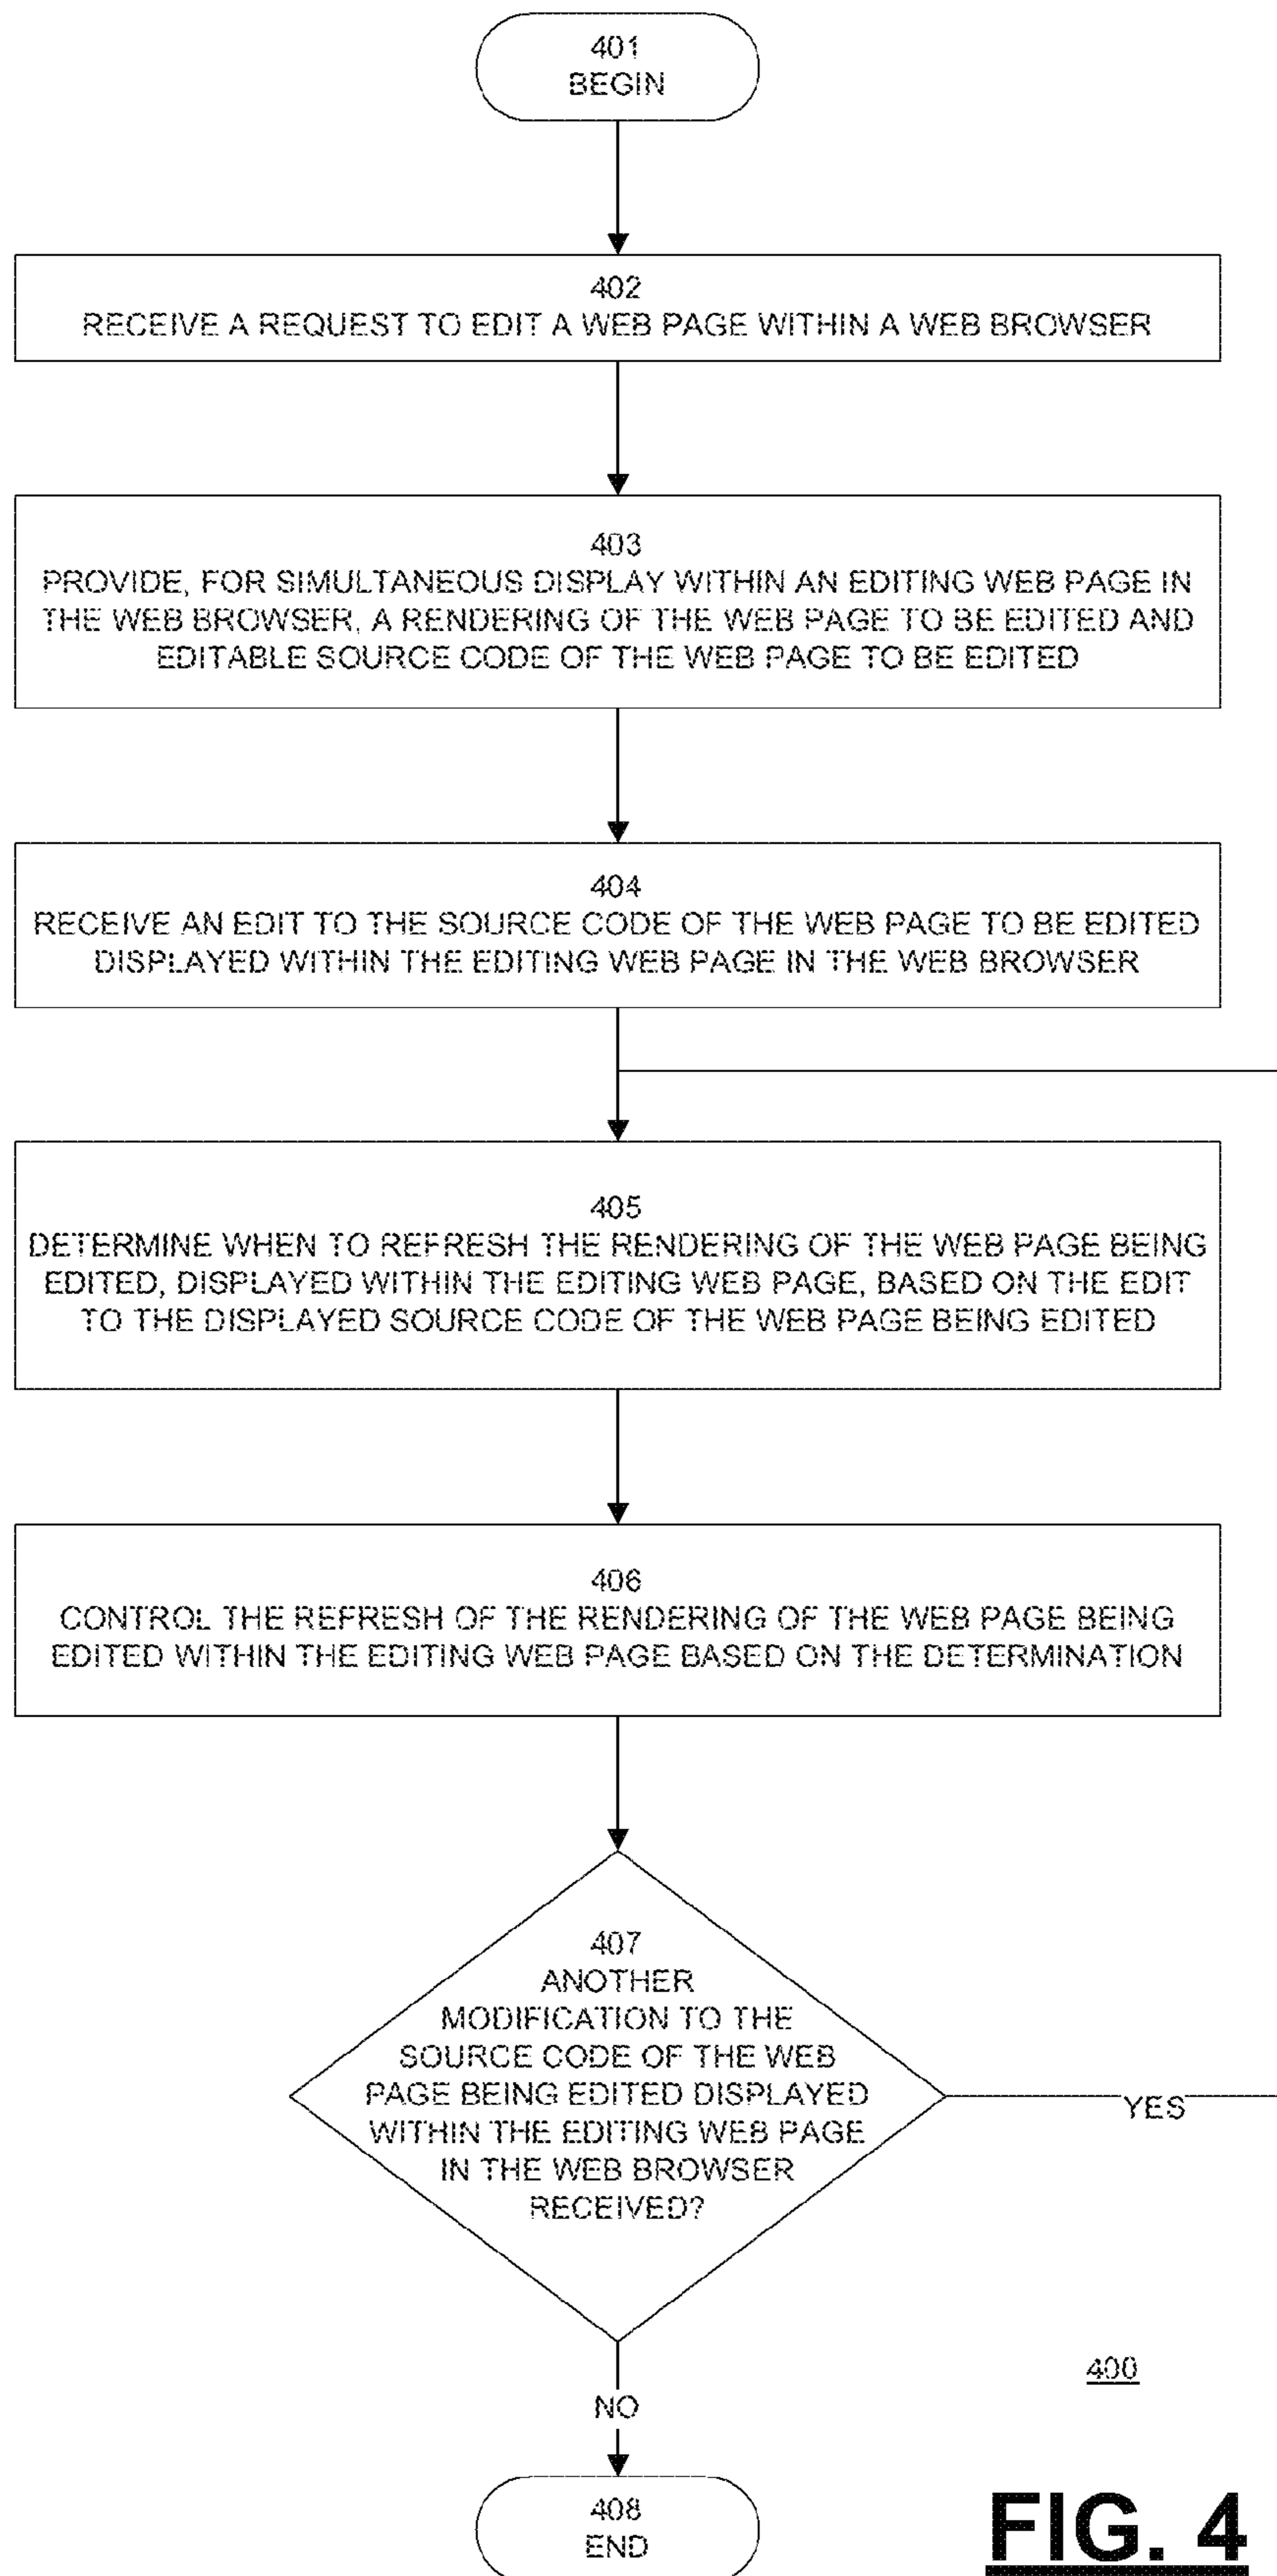 401
BEGIN
402
RECEIVE A REQUEST TO EDIT A WEB PAGE WITHIN A WEB BROWSER
403
PROVIDE, FOR SIMULTANEOUS DISPLAY WITHIN AN EDITING WEB PAGE IN
THE WEB BROWSER, A RENDERING OF THE WEB PAGE TO BE EDITED AND
EDITABLE SOURCE CODE OF THE WEB PAGE TO BE EDITED
404
RECEIVE AN EDIT TO THE SOURCE CODE OF THE WEB PAGE TO BE EDITED
DISPLAYED WITHIN THE EDITING WEB PAGE IN THE WEB BROWSER
405
DETERMINE WHEN TO REFRESH THE RENDERING OF THE WEB PAGE BEING
EDITED, DISPLAYED WITHIN THE EDITING WEB PAGE, BASED ON THE EDIT
TO THE DISPLAYED SOURCE CODE OF THE WEB PAGE BEING EDITED
406
CONTROL THE REFRESH OF THE RENDERING OF THE WEB PAGE BEING
EDITED WITHIN THE EDITING WEB PAGE BASED ON THE DETERMINATION
407
ANOTHER
MODIFICATION TO THE
SOURCE CODE OF THE WEB
PAGE BEING EDITED DISPLAYED
WITHIN THE EDITING WEB PAGE
IN THE WEB BROWSER
RECEIVED?
YES
400
NO
408
END
FIG. 4